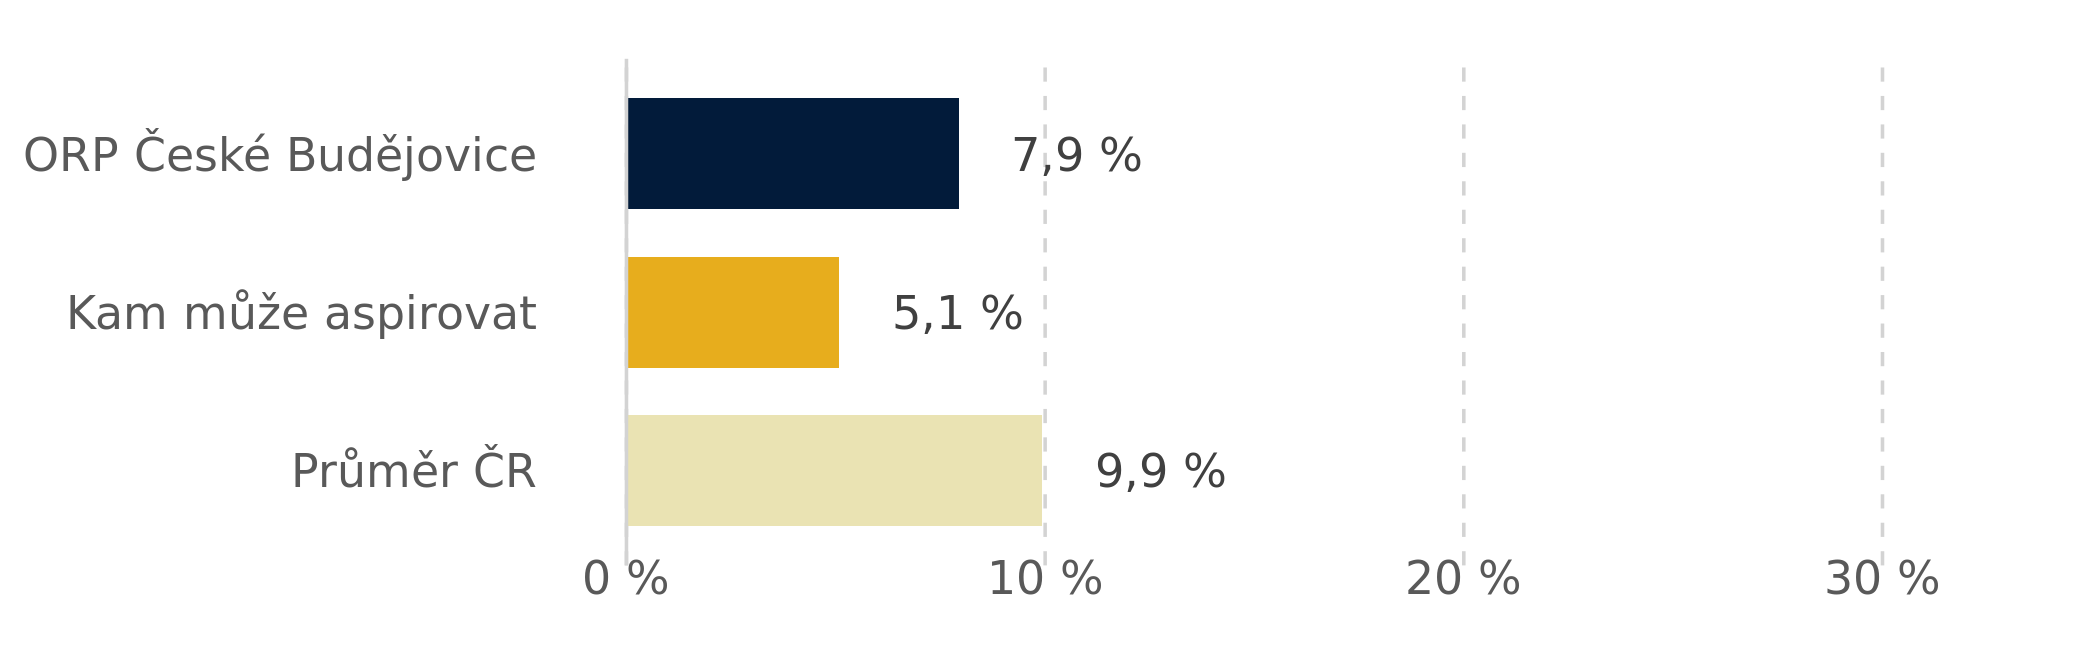 ORP České Budějovice
7,9 %
Kam může aspirovat
5,1 %
Průměr ČR
9,9 %
0 %
10 %
20 %
30 %